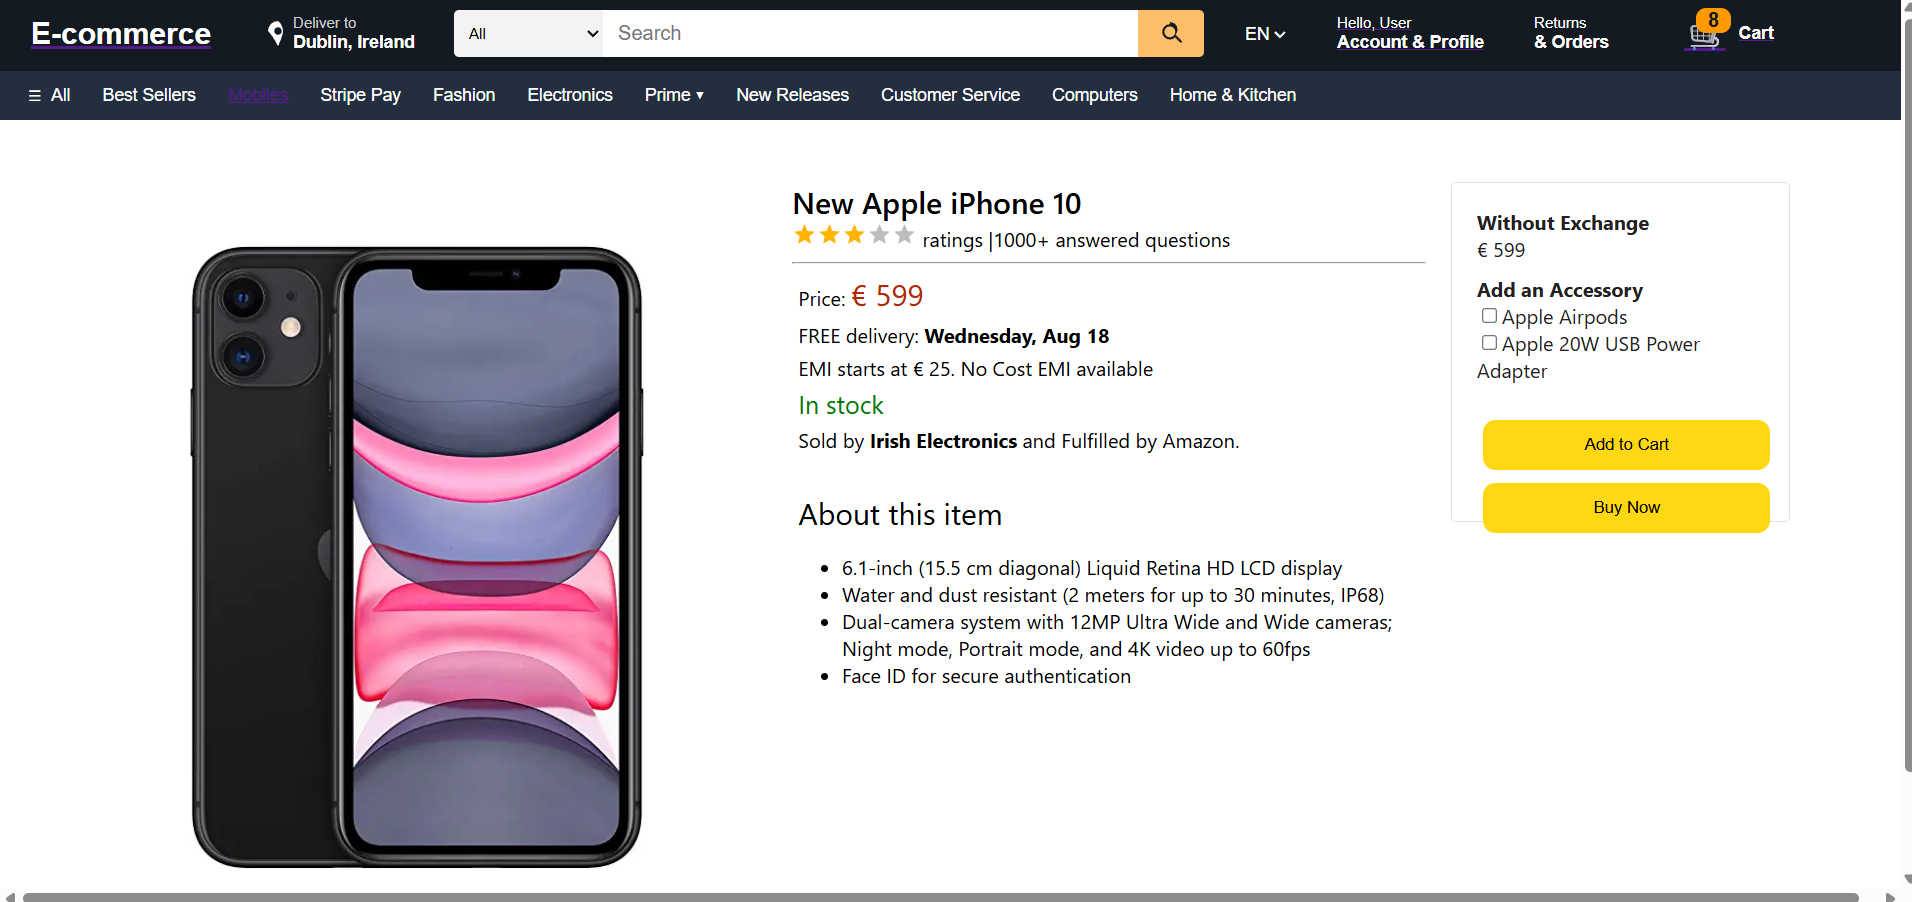 E-commerce
Deliver to
Dublin, Ireland
All
Search
EN
Hello, User
Account & Profile
Returns
& Orders
8
Cart
☰ All
Best Sellers
Mobiles
Stripe Pay
Fashion
Electronics
Prime ▾
New Releases
Customer Service
Computers
Home & Kitchen
New Apple iPhone 10
ratings |1000+ answered questions
Price: € 599
FREE delivery: Wednesday, Aug 18
EMI starts at € 25. No Cost EMI available
In stock
Sold by Irish Electronics and Fulfilled by Amazon.
About this item
• 6.1-inch (15.5 cm diagonal) Liquid Retina HD LCD display
• Water and dust resistant (2 meters for up to 30 minutes, IP68)
• Dual-camera system with 12MP Ultra Wide and Wide cameras;
Night mode, Portrait mode, and 4K video up to 60fps
• Face ID for secure authentication
Without Exchange
€ 599
Add an Accessory
Apple Airpods
Apple 20W USB Power
Adapter
Add to Cart
Buy Now